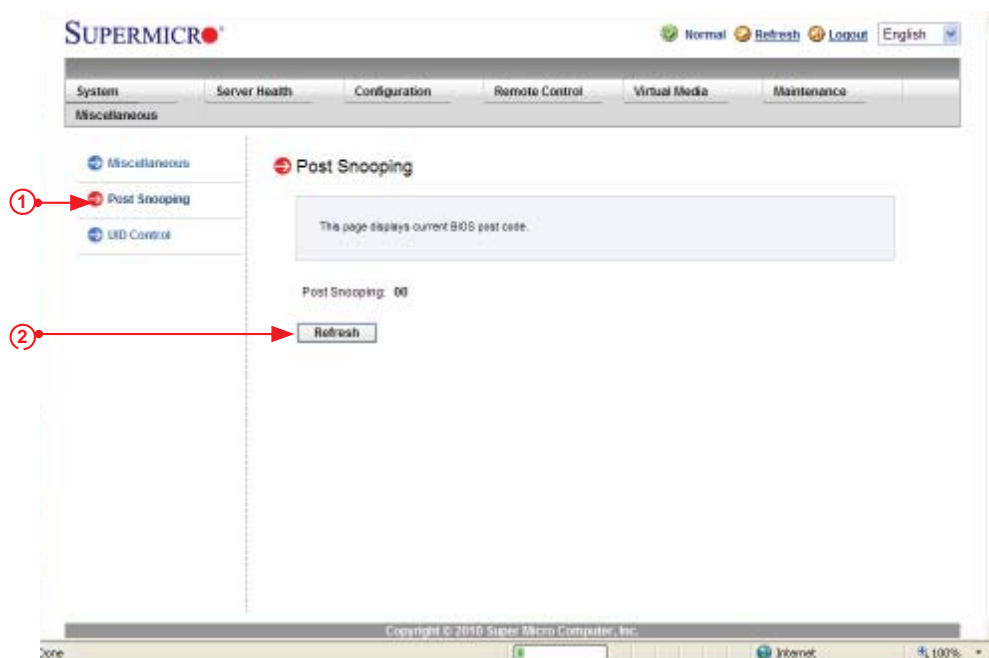 SUPERMICRO
Normal Refresh Logout English
System Server Health Configuration Remote Control Virtual Media Maintenance
Miscellaneous
Miscellaneous
Post Snooping
UID Control
1
2
Post Snooping
This page displays current BIOS post code.
Post Snooping: 00
Refresh
Copyright © 2010 Super Micro Computer, Inc.
Done Internet 100%